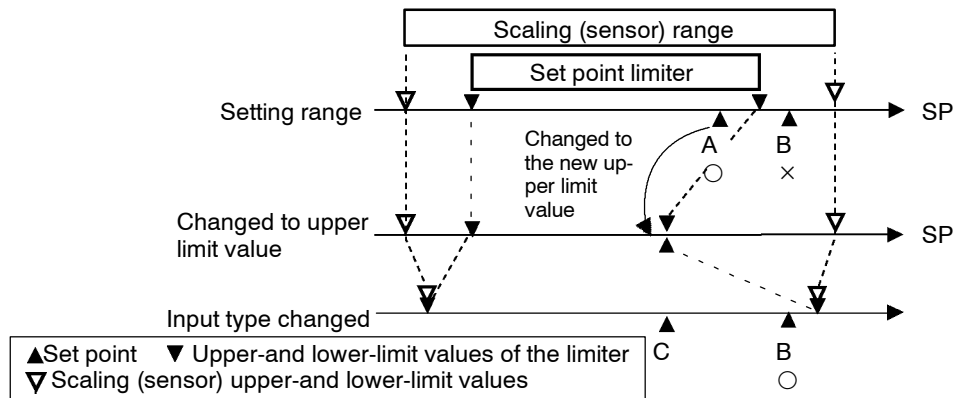 Scaling (sensor) range
Set point limiter
Setting range
SP
Changed to
the new up-
per limit
value
A
B
○
×
Changed to upper
limit value
SP
Input type changed
C
B
○
▲Set point ▼ Upper-and lower-limit values of the limiter
▽Scaling (sensor) upper-and lower-limit values